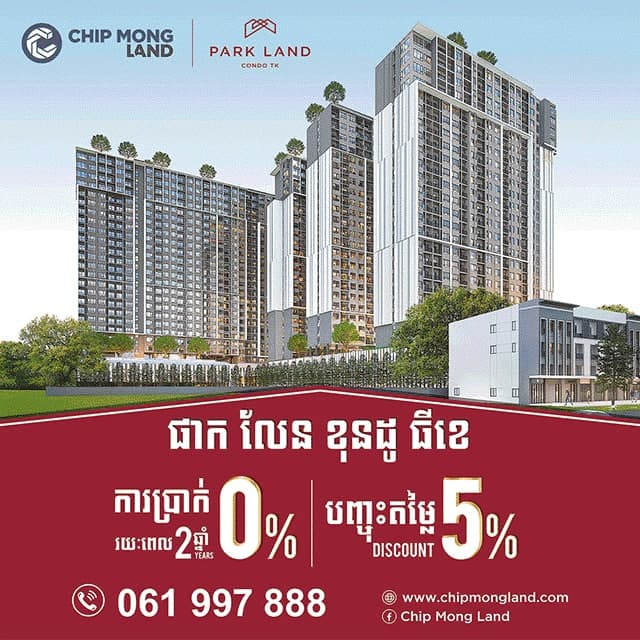 CHIP MONG
LAND
PARK LAND
CONDO TK
ផាក លែន ខុនដូ ធីខេ
ការប្រាក់ 0%
រយៈពេល 2 ឆ្នាំ YEARS
បញ្ចុះតម្លៃ 5%
DISCOUNT
061 997 888
www.chipmongland.com
Chip Mong Land